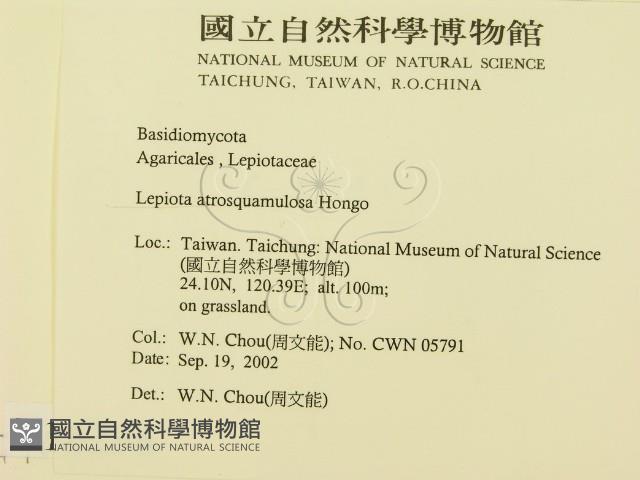 國立自然科學博物館
NATIONAL MUSEUM OF NATURAL SCIENCE
TAICHUNG, TAIWAN, R.O.CHINA
Basidiomycota
Agaricales , Lepiotaceae
Lepiota atrosquamulosa Hongo
Loc.: Taiwan. Taichung: National Museum of Natural Science
(國立自然科學博物館)
24.10N, 120.39E; alt. 100m;
on grassland.
Col.: W.N. Chou(周文能); No. CWN 05791
Date: Sep. 19, 2002
Det.: W.N. Chou(周文能)
國立自然科學博物館
NATIONAL MUSEUM OF NATURAL SCIENCE